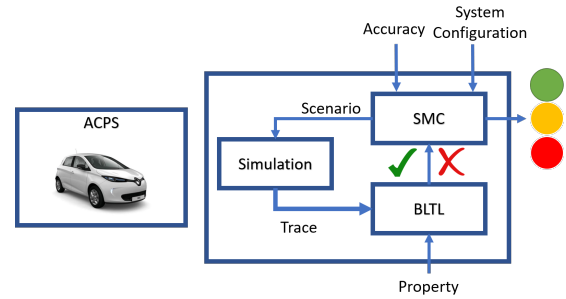 System
Accuracy
Configuration
ACPS
Scenario
SMC
Simulation
BLTL
Trace
Property